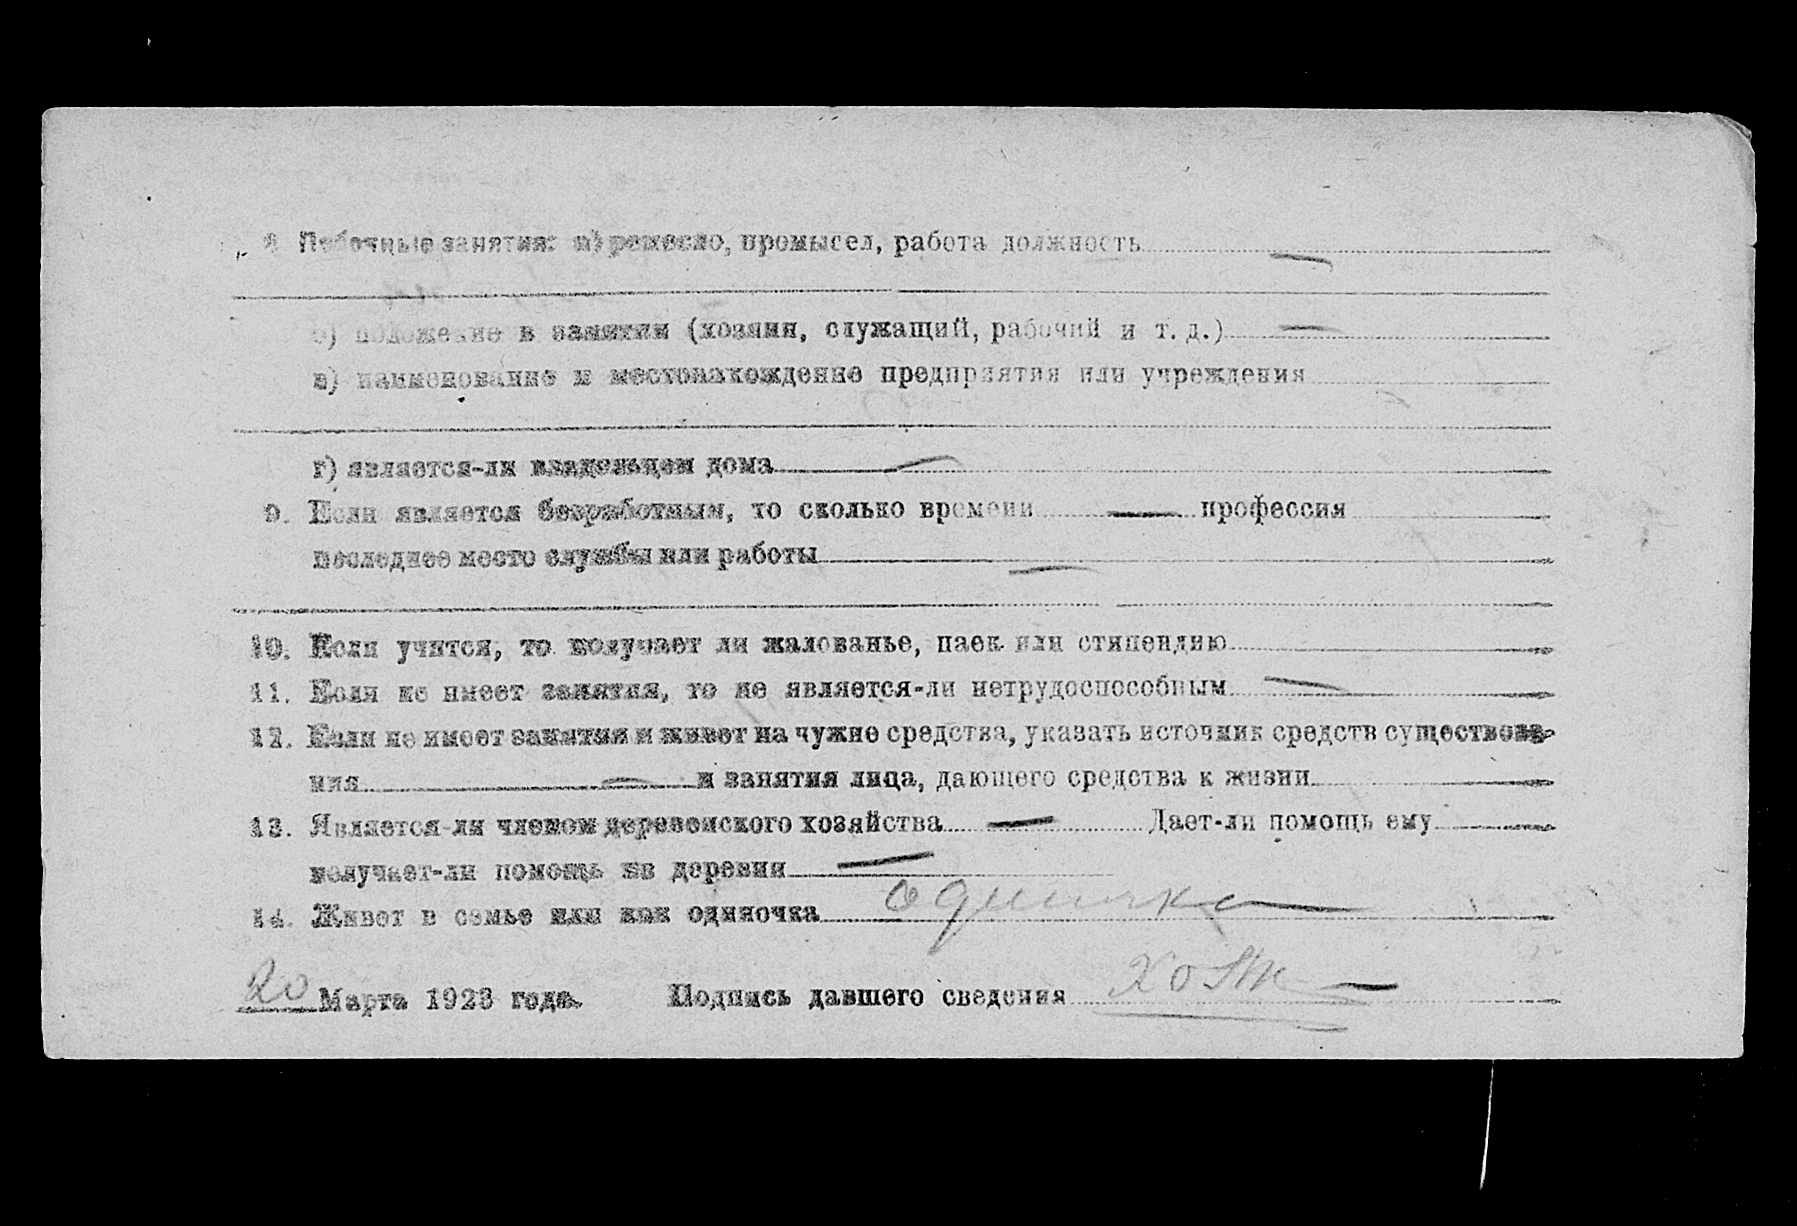 8 Побочные занятия: а) ремесло, промысел, работа должность —
б) положение в занятии (хозяин, служащий, рабочий и т. д.) —
в) наименование и местонахождение предприятия или учреждения
г) является-ли владельцем дома —
9. Если является безработным, то сколько времени — профессия
последнее место службы или работы —
10. Если учится, то получает ли жалованье, паек или стипендию
11. Если не имеет занятия, то не является-ли нетрудоспособным —
12. Если не имеет занятия и живет на чужие средства, указать источник средств существова-
ния — и занятия лица, дающего средства к жизни
13. Является-ли членом деревенского хозяйства — Дает-ли помощь ему
получает-ли помощь из деревни —
14. Живет в семье или как одиночка одиночка
20 Марта 1923 года. Подпись давшего сведения